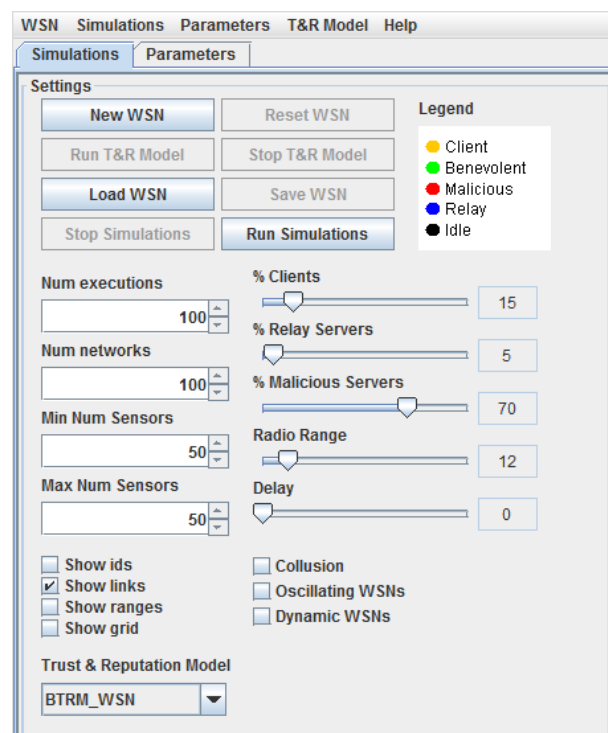 WSN Simulations Parameters T&R Model Help
Simulations Parameters
Settings
New WSN Reset WSN
Run T&R Model Stop T&R Model
Load WSN Save WSN
Stop Simulations Run Simulations
Legend
Client
Benevolent
Malicious
Relay
Idle
Num executions
100
Num networks
100
Min Num Sensors
50
Max Num Sensors
50
% Clients
15
% Relay Servers
5
% Malicious Servers
70
Radio Range
12
Delay
0
Show ids
Show links
Show ranges
Show grid
Collusion
Oscillating WSNs
Dynamic WSNs
Trust & Reputation Model
BTRM_WSN